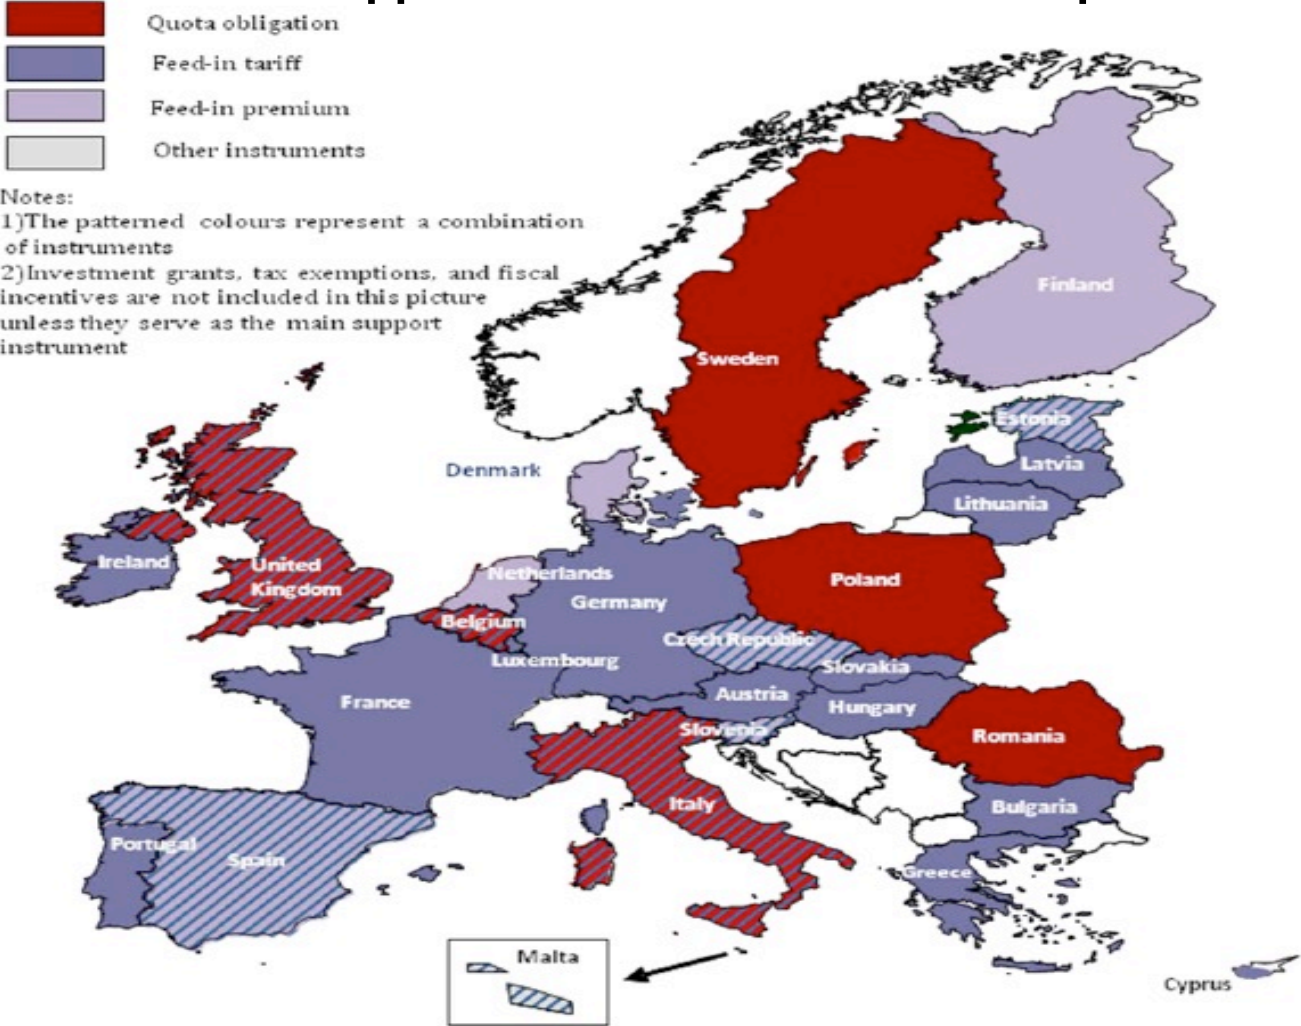 Quota obligation
Feed-in tariff
Feed-in premium
Other instruments
Notes:
1)The patterned colours represent a combination
of instruments
2)Investment grants, tax exemptions, and fiscal
incentives are not included in this picture
unless they serve as the main support
instrument
Finland
Sweden
Estonia
Denmark
Latvia
Lithuania
Ireland
United
Kingdom
Netherlands
Poland
Germany
Belgium
Czech Republic
Luxembourg
Slovakia
Austria
France
Hungary
Slovenia
Romania
Italy
Bulgaria
Portugal
Spain
Greece
Malta
Cyprus